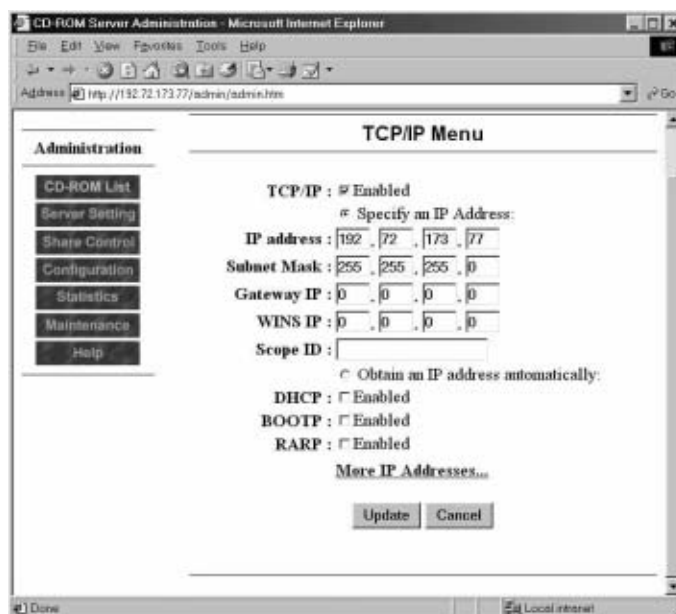 CD-ROM Server Administration - Microsoft Internet Explorer
File Edit View Favorites Tools Help
Address http://192.72.173.77/admin/admin.htm Go
TCP/IP Menu
Administration
CD-ROM List
Server Setting
Share Control
Configuration
Statistics
Maintenance
Help
TCP/IP : Enabled
Specify an IP Address:
IP address : 192 . 72 . 173 . 77
Subnet Mask : 255 . 255 . 255 . 0
Gateway IP : 0 . 0 . 0 . 0
WINS IP : 0 . 0 . 0 . 0
Scope ID :
Obtain an IP address automatically:
DHCP : Enabled
BOOTP : Enabled
RARP : Enabled
More IP Addresses...
Update Cancel
Done Local intranet